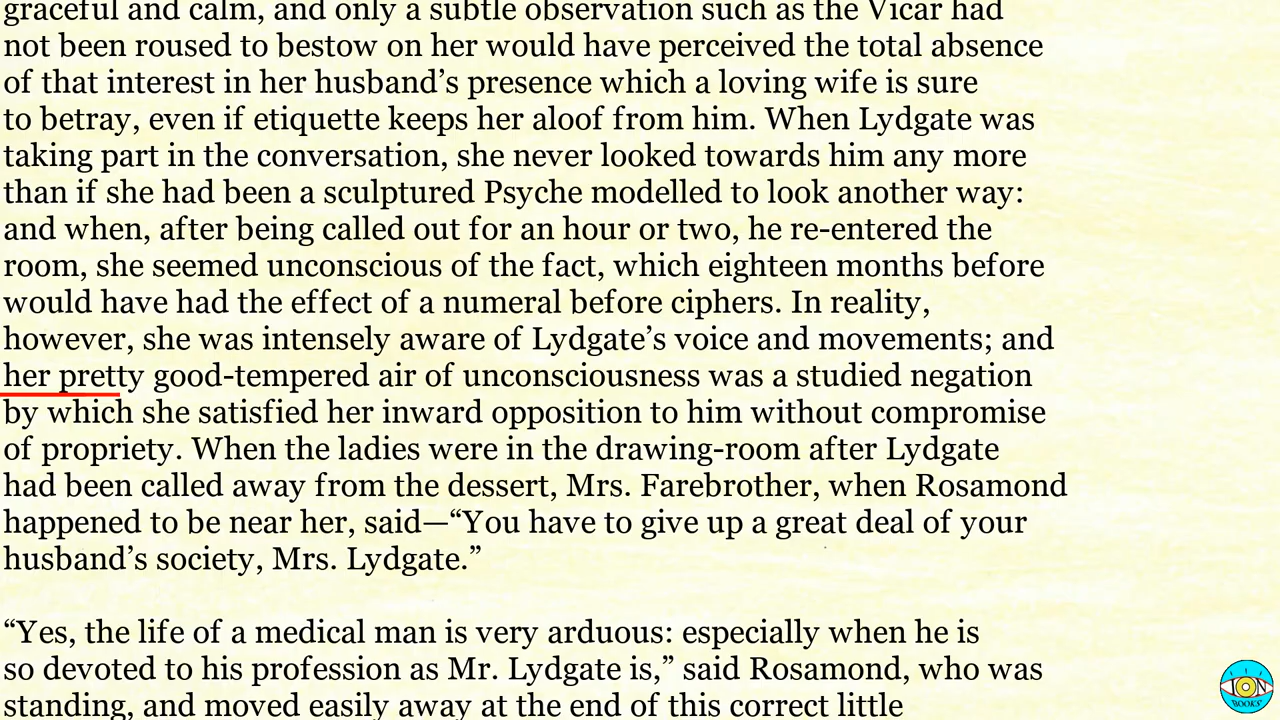 graceful and calm, and only a subtle observation such as the Vicar had
not been roused to bestow on her would have perceived the total absence
of that interest in her husband’s presence which a loving wife is sure
to betray, even if etiquette keeps her aloof from him. When Lydgate was
taking part in the conversation, she never looked towards him any more
than if she had been a sculptured Psyche modelled to look another way:
and when, after being called out for an hour or two, he re-entered the
room, she seemed unconscious of the fact, which eighteen months before
would have had the effect of a numeral before ciphers. In reality,
however, she was intensely aware of Lydgate’s voice and movements; and
her pretty good-tempered air of unconsciousness was a studied negation
by which she satisfied her inward opposition to him without compromise
of propriety. When the ladies were in the drawing-room after Lydgate
had been called away from the dessert, Mrs. Farebrother, when Rosamond
happened to be near her, said—“You have to give up a great deal of your
husband’s society, Mrs. Lydgate.”
“Yes, the life of a medical man is very arduous: especially when he is
so devoted to his profession as Mr. Lydgate is,” said Rosamond, who was
standing, and moved easily away at the end of this correct little
ION
BOOKS